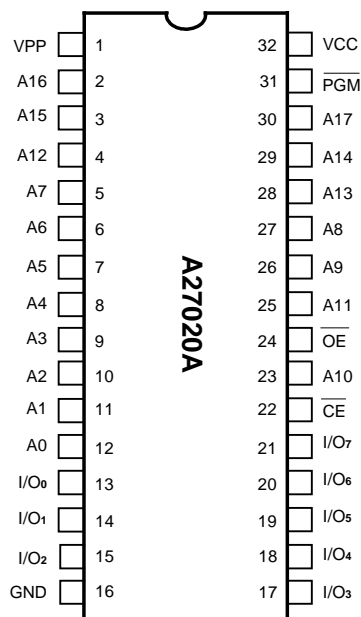 VPP 1 32 VCC
A16 2 31 PGM
A15 3 30 A17
A12 4 29 A14
A7 5 28 A13
A6 6 27 A8
A5 7 26 A9
A4 8 25 A11
A3 9 24 OE
A2 10 23 A10
A1 11 22 CE
A0 12 21 I/O7
I/O0 13 20 I/O6
I/O1 14 19 I/O5
I/O2 15 18 I/O4
GND 16 17 I/O3
A27020A